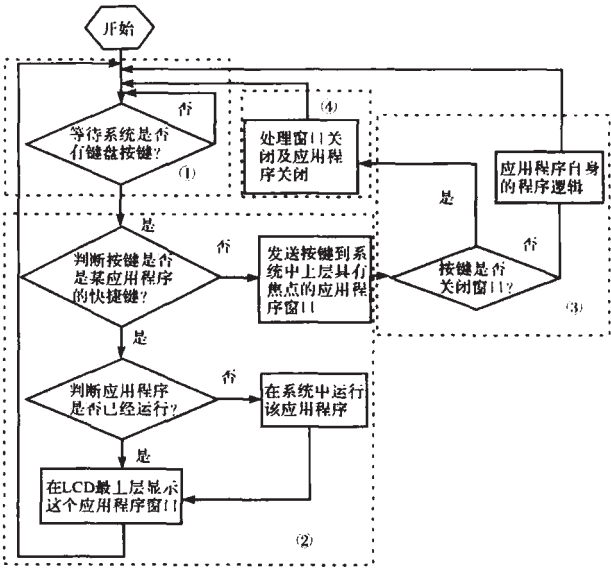 开始
否
等待系统是否
有键盘按键?
(1)
(4)
处理窗口关
闭及应用程
序关闭
应用程序自身
的程序逻辑
是
是
否
判断按键是否
是某应用程序
的快捷键?
否
发送按键到系
统中上层具有
焦点的应用程
序窗口
按键是否
关闭窗口?
(3)
是
判断应用程序
是否已经运行?
否
在系统中运行
该应用程序
是
在LCD最上层显示
这个应用程序窗口
(2)